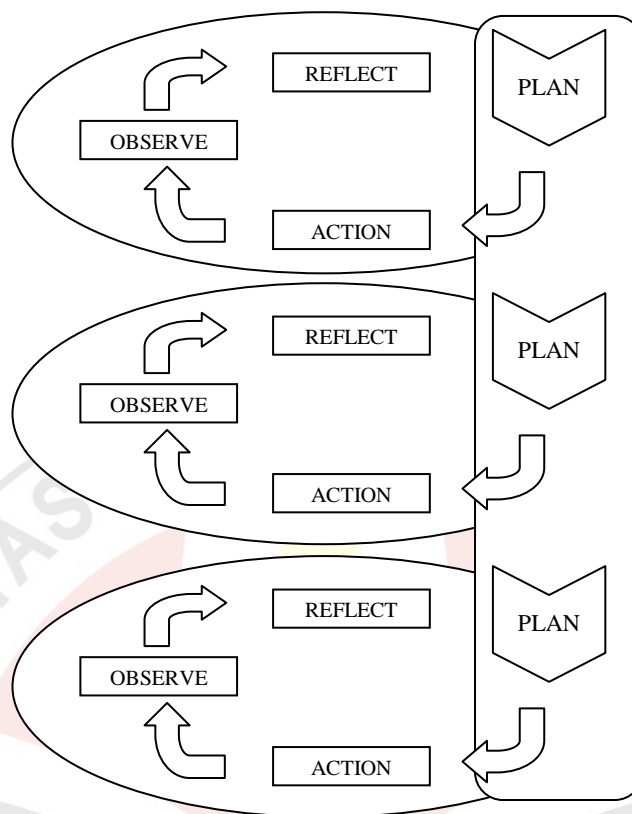 REFLECT
PLAN
OBSERVE
ACTION
REFLECT
PLAN
OBSERVE
ACTION
REFLECT
PLAN
OBSERVE
ACTION